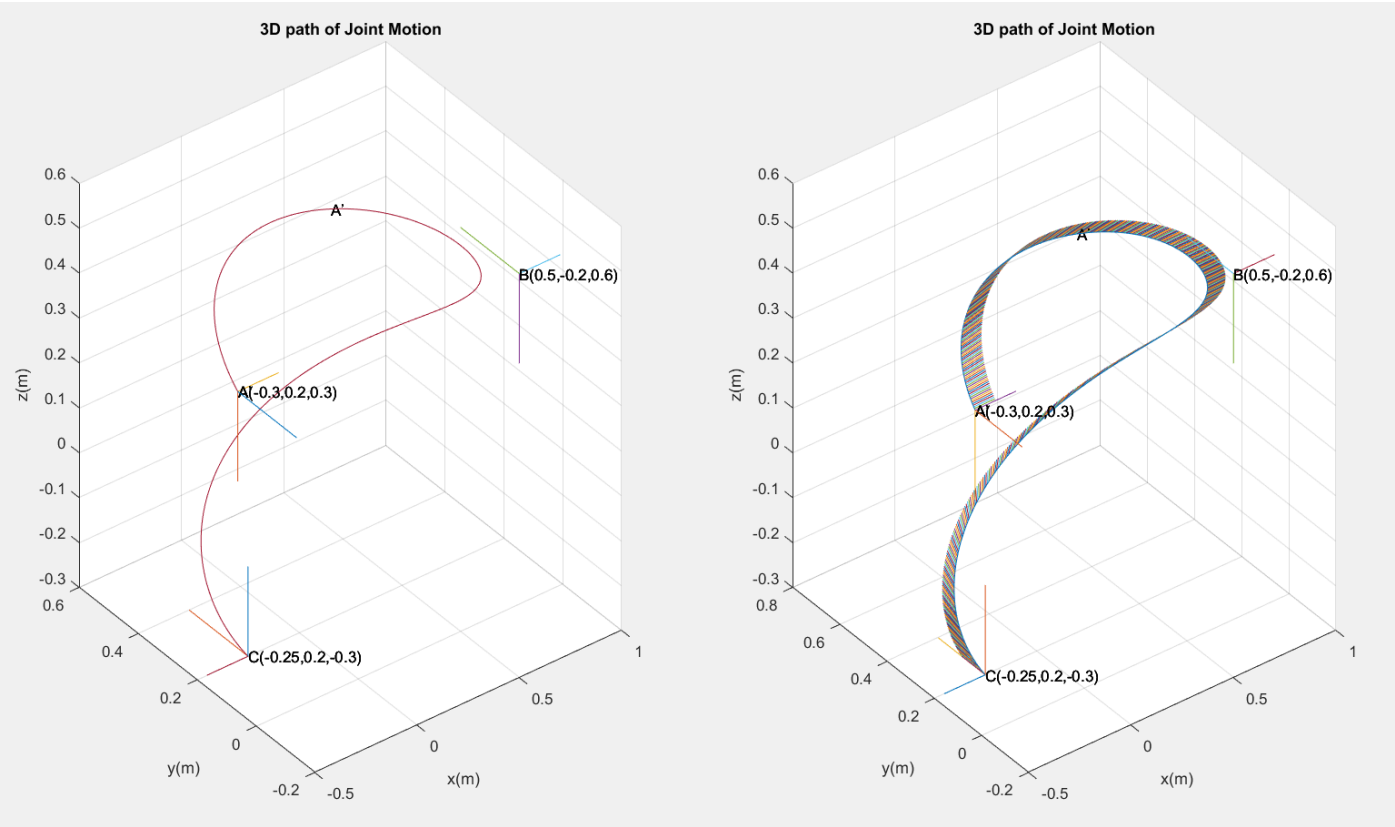 3D path of Joint Motion
0.6
0.5
0.4
0.3
0.2
0.1
0
-0.1
-0.2
-0.3
z(m)
A'
B(0.5,-0.2,0.6)
A(-0.3,0.2,0.3)
C(-0.25,0.2,-0.3)
0.6
0.4
0.2
0
-0.2
y(m)
-0.5
0
0.5
1
x(m)
3D path of Joint Motion
0.6
0.5
0.4
0.3
0.2
0.1
0
-0.1
-0.2
-0.3
z(m)
A'
B(0.5,-0.2,0.6)
A(-0.3,0.2,0.3)
C(-0.25,0.2,-0.3)
0.8
0.6
0.4
0.2
0
-0.2
y(m)
-0.5
0
0.5
1
x(m)